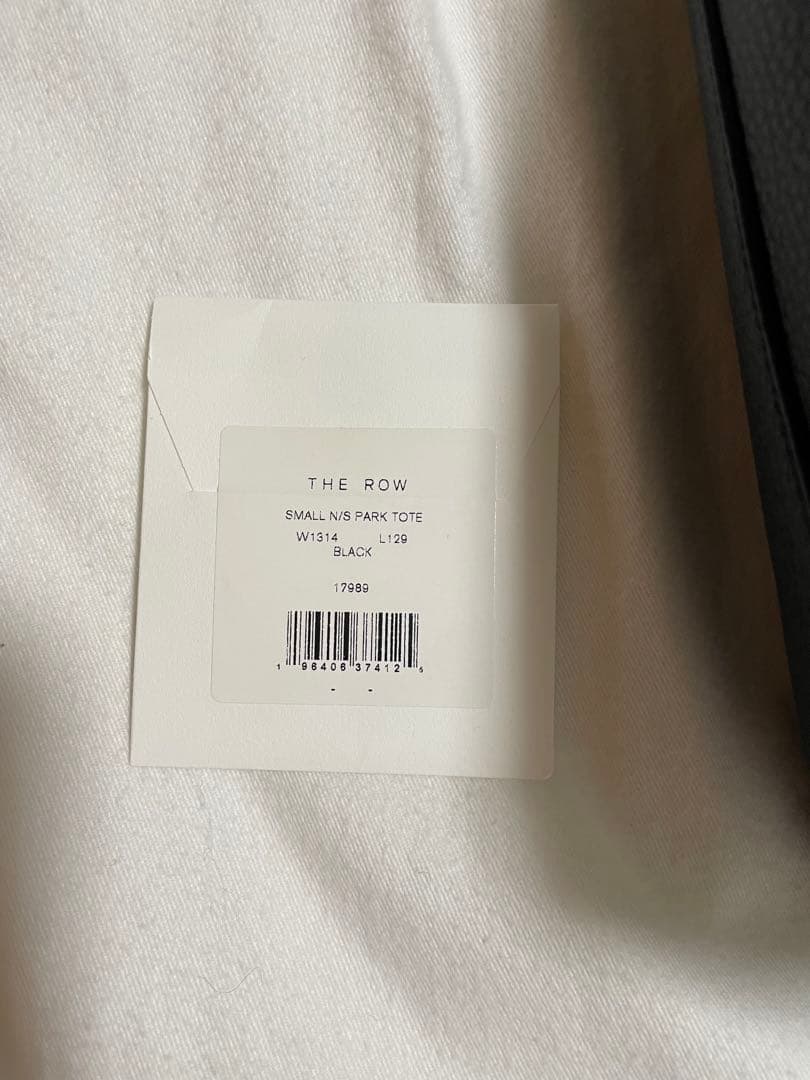 THE ROW
SMALL N/S PARK TOTE
W1314 L129
BLACK
17989
1 96406 37412 5
- -